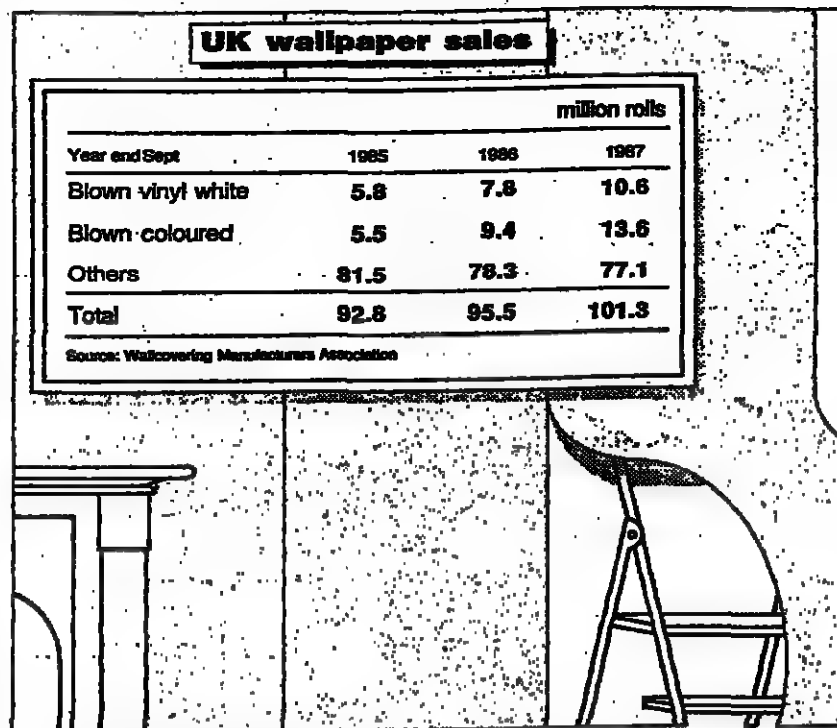 UK wallpaper sales
million rolls
Year end Sept 1985 1986 1987
Blown vinyl white 5.8 7.8 10.6
Blown coloured 5.5 9.4 13.6
Others 81.5 78.3 77.1
Total 92.8 95.5 101.3
Source: Wallcovering Manufacturers Association